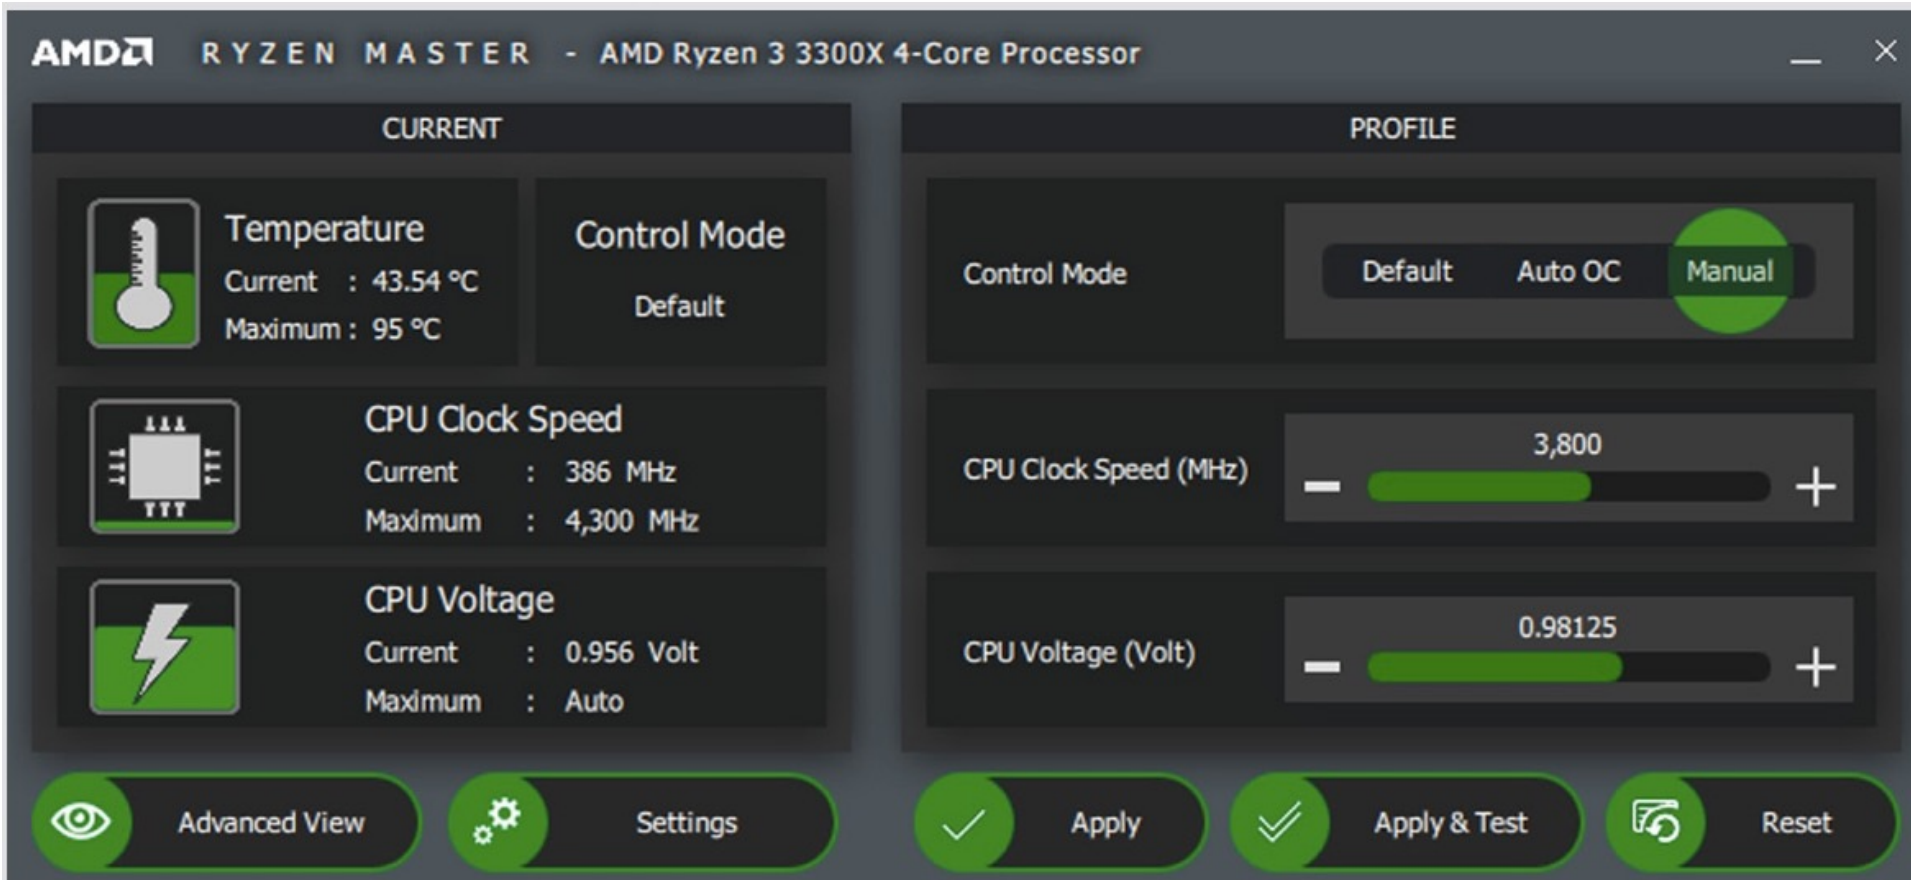 AMD RYZEN MASTER - AMD Ryzen 3 3300X 4-Core Processor
CURRENT
Temperature
Current : 43.54 °C
Maximum : 95 °C
Control Mode
Default
CPU Clock Speed
Current : 386 MHz
Maximum : 4,300 MHz
CPU Voltage
Current : 0.956 Volt
Maximum : Auto
PROFILE
Control Mode
Default Auto OC Manual
CPU Clock Speed (MHz)
3,800
CPU Voltage (Volt)
0.98125
Advanced View
Settings
Apply
Apply & Test
Reset